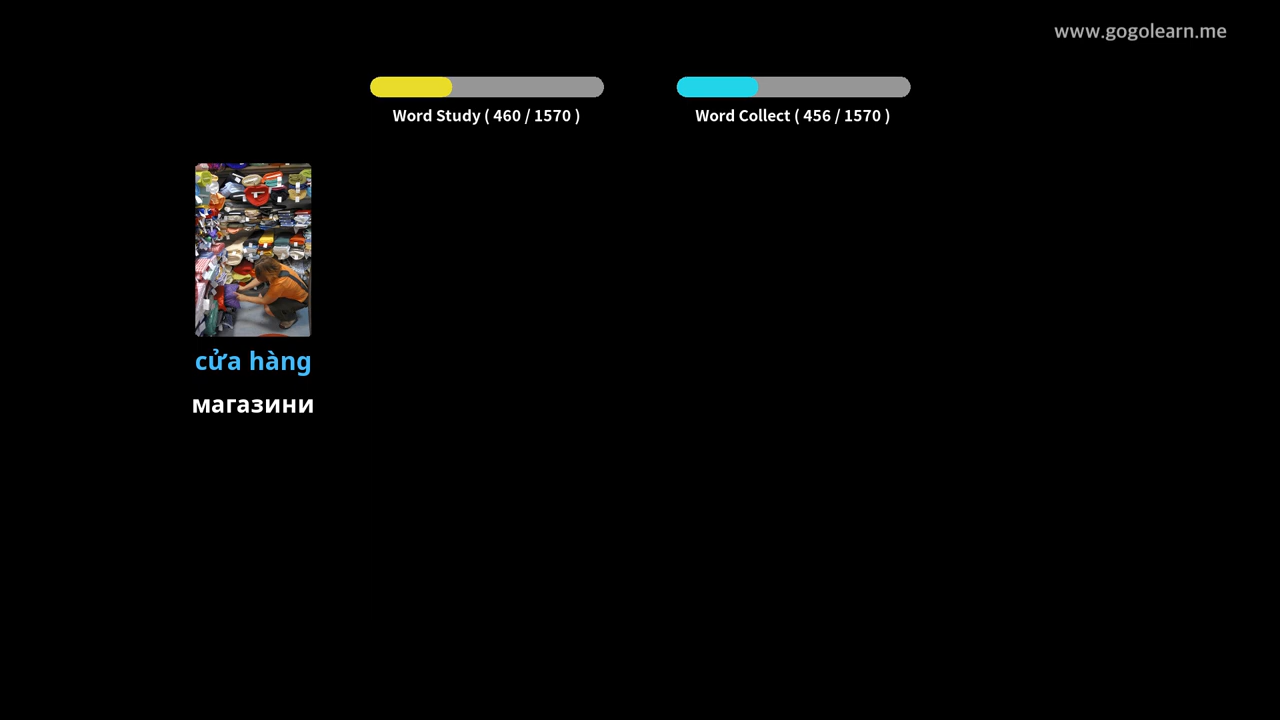 www.gogolearn.me
Word Study ( 460 / 1570 )
Word Collect ( 456 / 1570 )
cửa hàng
магазини